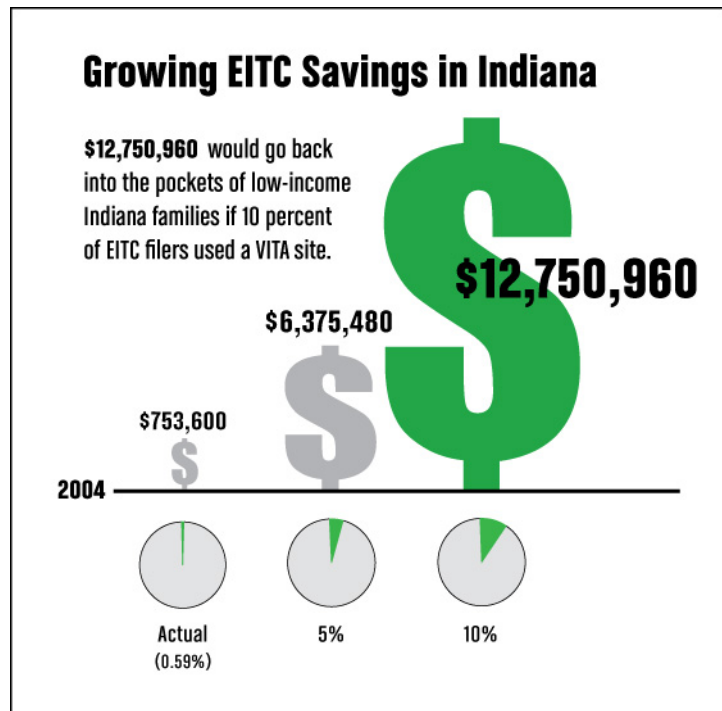 Growing EITC Savings in Indiana
$12,750,960 would go back
into the pockets of low-income
Indiana families if 10 percent
of EITC filers used a VITA site.
$12,750,960
$6,375,480
$753,600
$
$
$
2004
Actual
(0.59%)
5%
10%